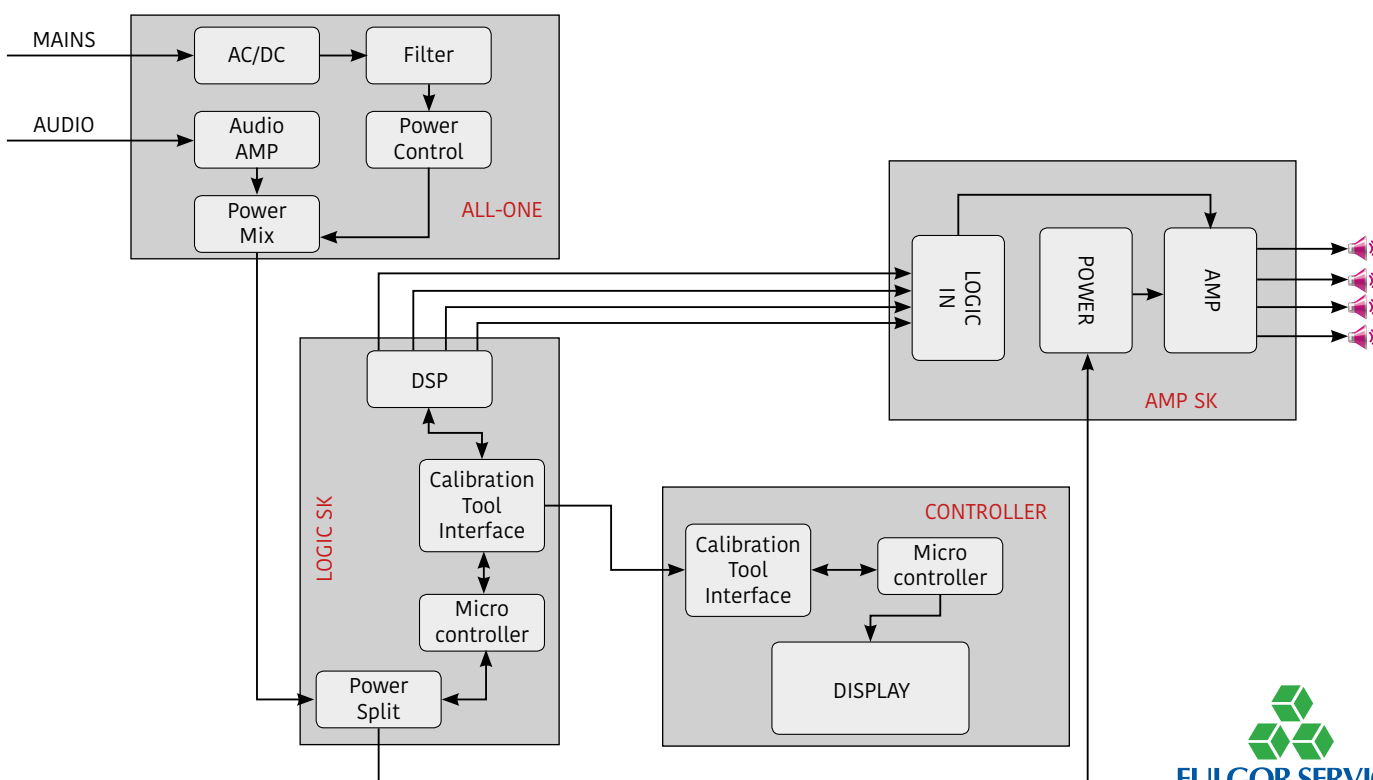 MAINS
AC/DC
Filter
AUDIO
Audio
AMP
Power
Control
Power
Mix
ALL-ONE
LOGIC
IN
POWER
AMP
AMP SK
DSP
Calibration
Tool
Interface
LOGIC SK
Micro
controller
Power
Split
CONTROLLER
Calibration
Tool
Interface
Micro
controller
DISPLAY